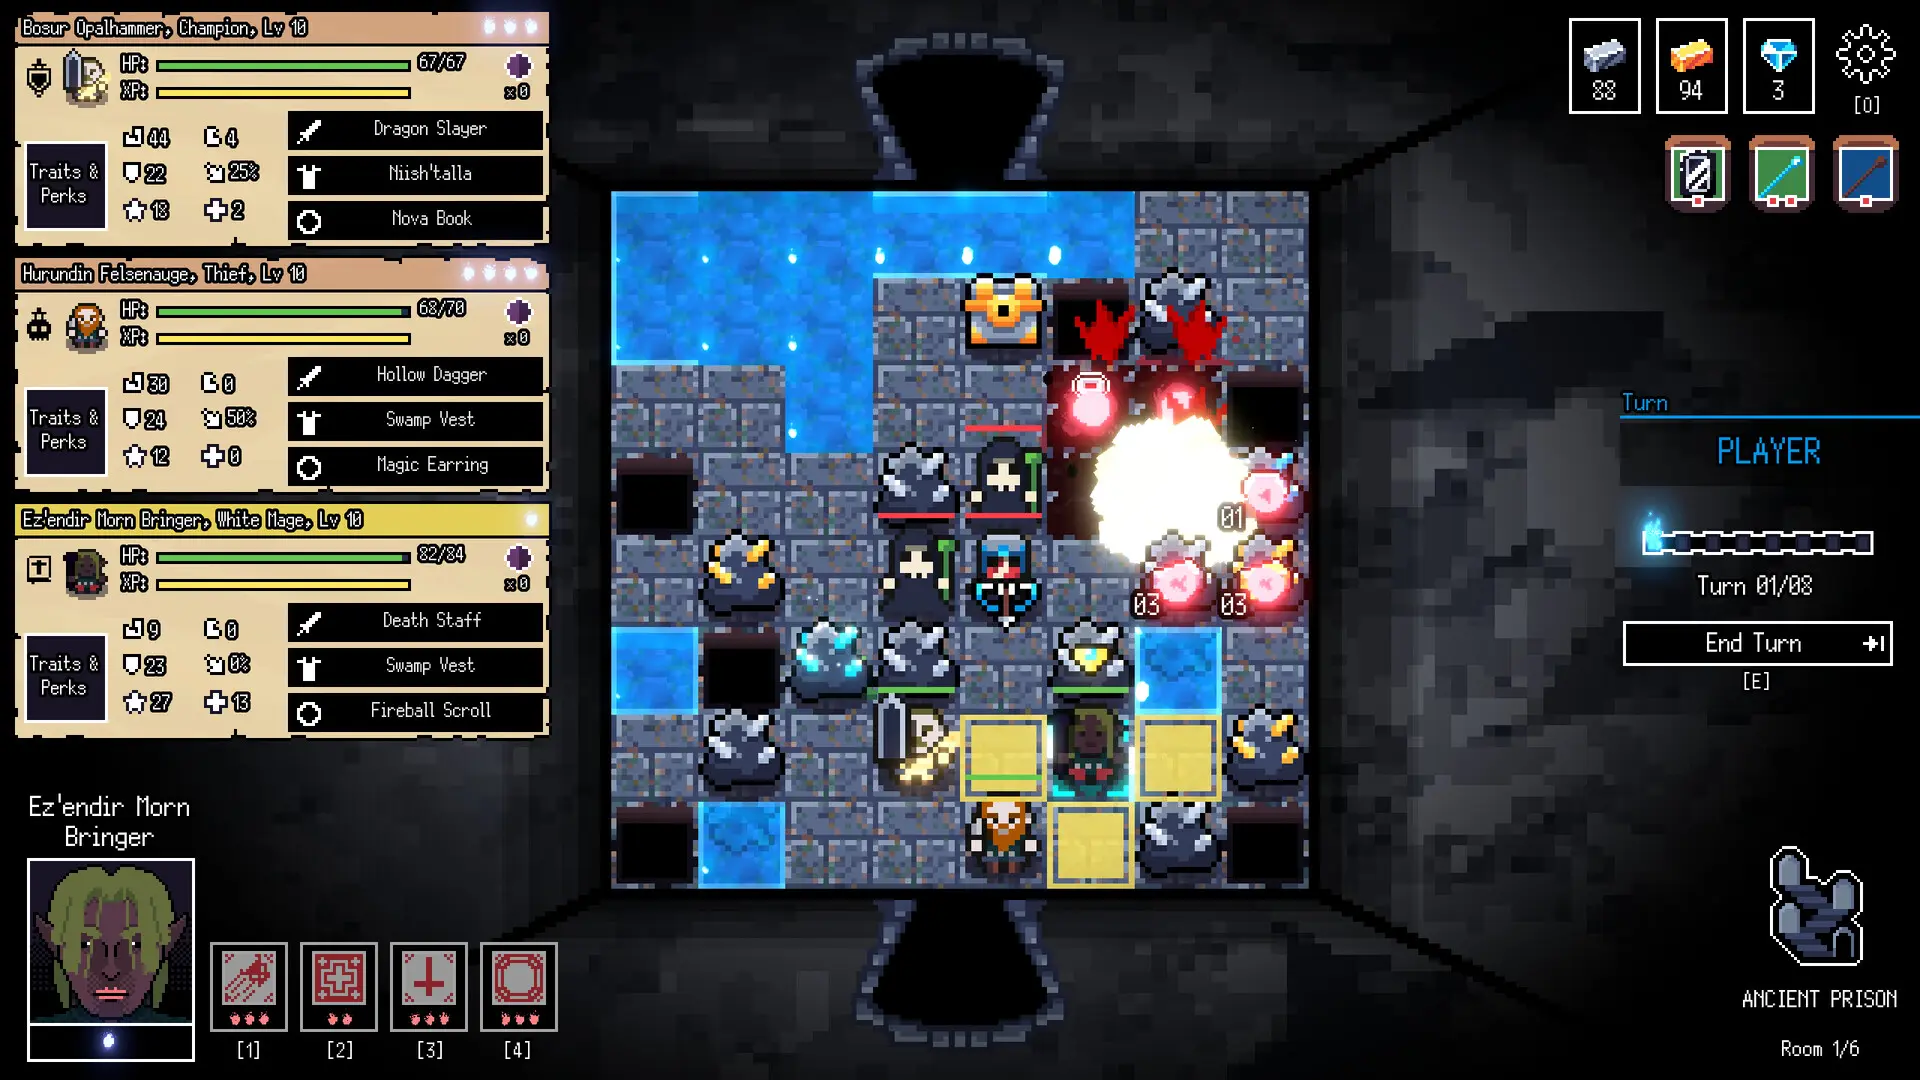 Bosur Opalhammer, Champion, Lv 10
HP: 67/67
XP: x0
Traits & Perks
44 4
22 25%
18 2
Dragon Slayer
Niish'talla
Nova Book
Hurundin Felsenauge, Thief, Lv 10
HP: 68/70
XP: x0
Traits & Perks
30 0
24 50%
12 0
Hollow Dagger
Swamp Vest
Magic Earring
Ez'endir Morn Bringer, White Mage, Lv 10
HP: 82/84
XP: x0
Traits & Perks
9 0
23 0%
27 13
Death Staff
Swamp Vest
Fireball Scroll
Ez'endir Morn
Bringer
[1] [2] [3] [4]
01
03 03
88 94 3 [O]
Turn
PLAYER
Turn 01/08
End Turn
[E]
ANCIENT PRISON
Room 1/6